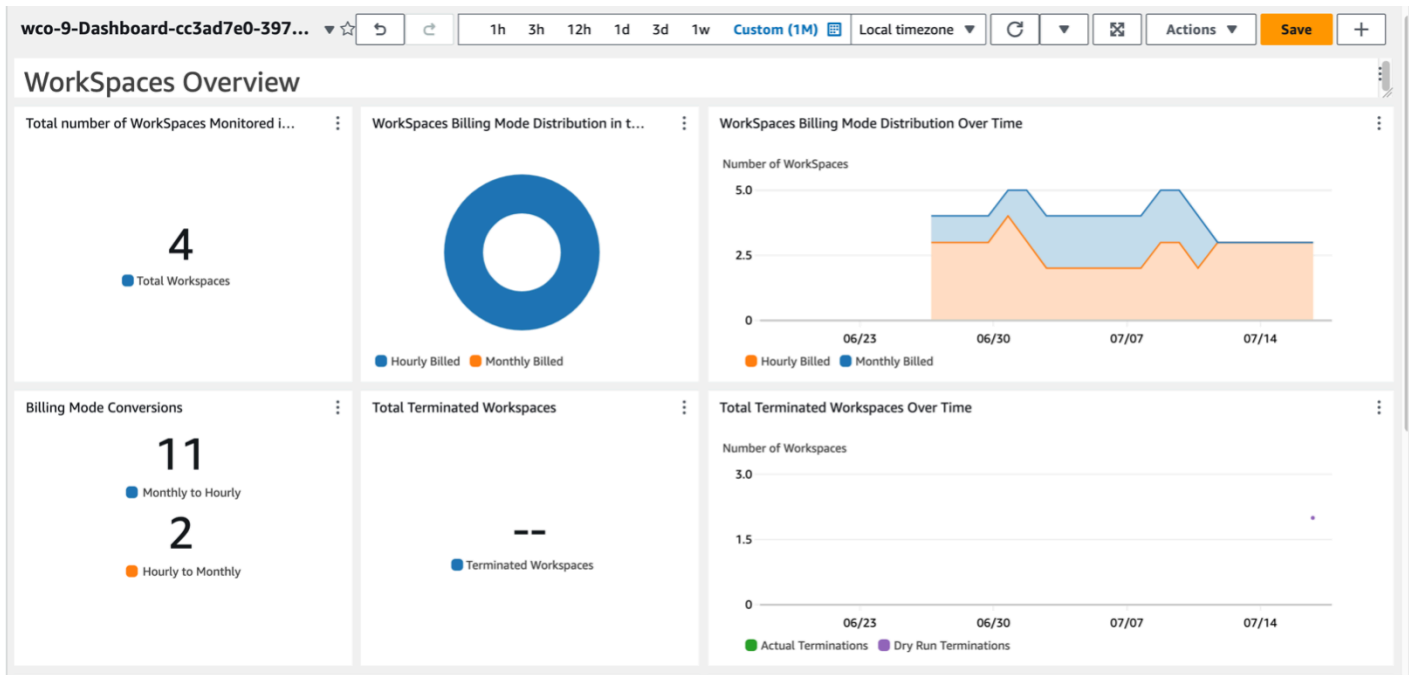 wco-9-Dashboard-cc3ad7e0-397...
1h 3h 12h 1d 3d 1w Custom (1M) Local timezone Actions Save
WorkSpaces Overview
Total number of WorkSpaces Monitored i...
4
Total Workspaces
WorkSpaces Billing Mode Distribution in t...
Hourly Billed Monthly Billed
WorkSpaces Billing Mode Distribution Over Time
Number of WorkSpaces
5.0
2.5
0
06/23 06/30 07/07 07/14
Hourly Billed Monthly Billed
Billing Mode Conversions
11
Monthly to Hourly
2
Hourly to Monthly
Total Terminated Workspaces
--
Terminated Workspaces
Total Terminated Workspaces Over Time
Number of Workspaces
3.0
1.5
0
06/23 06/30 07/07 07/14
Actual Terminations Dry Run Terminations